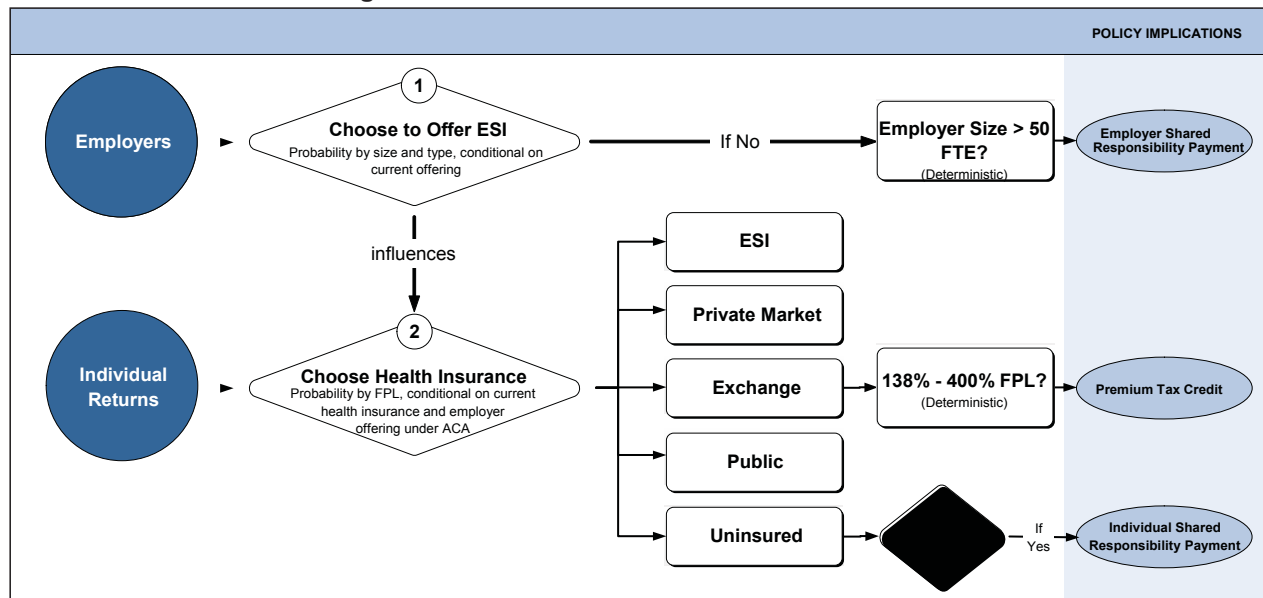 POLICY IMPLICATIONS
Employers
1
Choose to Offer ESI
Probability by size and type, conditional on
current offering
If No
Employer Size > 50
FTE?
(Deterministic)
Employer Shared
Responsibility Payment
influences
ESI
Private Market
Individual
Returns
2
Choose Health Insurance
Probability by FPL, conditional on current
health insurance and employer
offering under ACA
Exchange
138% - 400% FPL?
(Deterministic)
Premium Tax Credit
Public
Uninsured
If
Yes
Individual Shared
Responsibility Payment